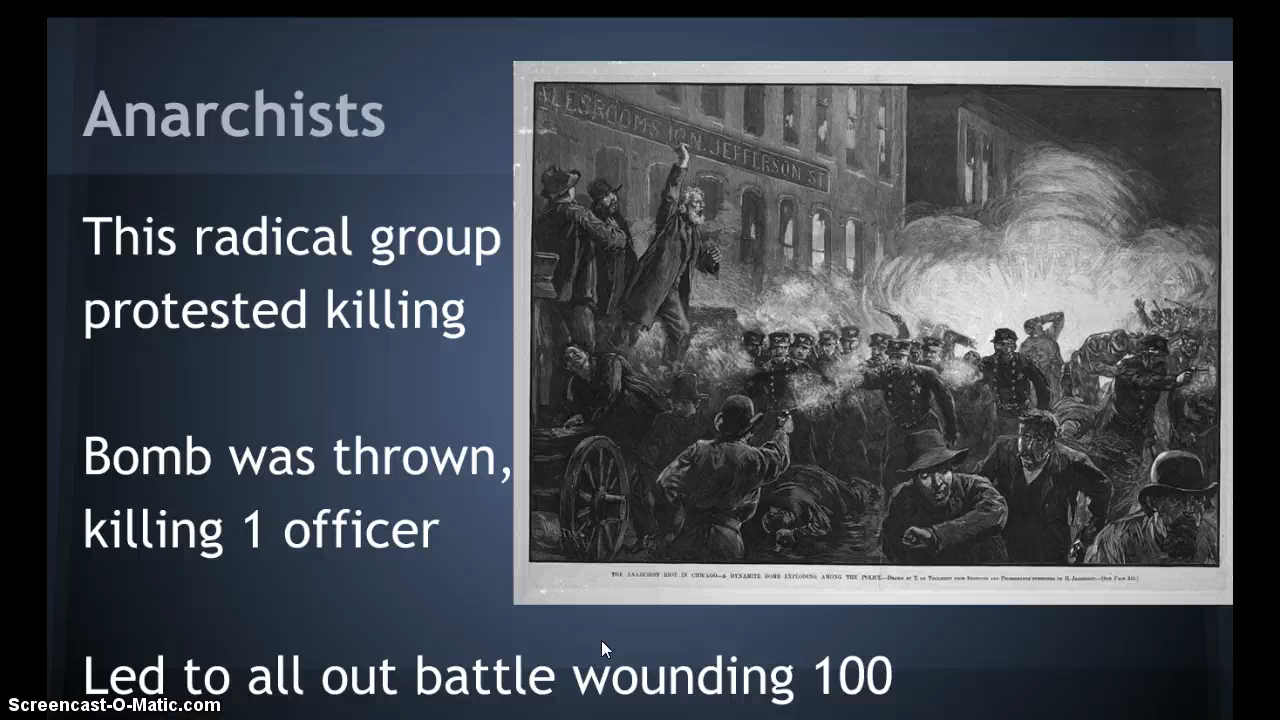 Anarchists
This radical group
protested killing
Bomb was thrown,
killing 1 officer
Led to all out battle wounding 100
ALESROOMS 10 N. JEFFERSON ST
THE ANARCHIST RIOT IN CHICAGO—A DYNAMITE BOMB EXPLODING AMONG THE POLICE.
Screencast-O-Matic.com